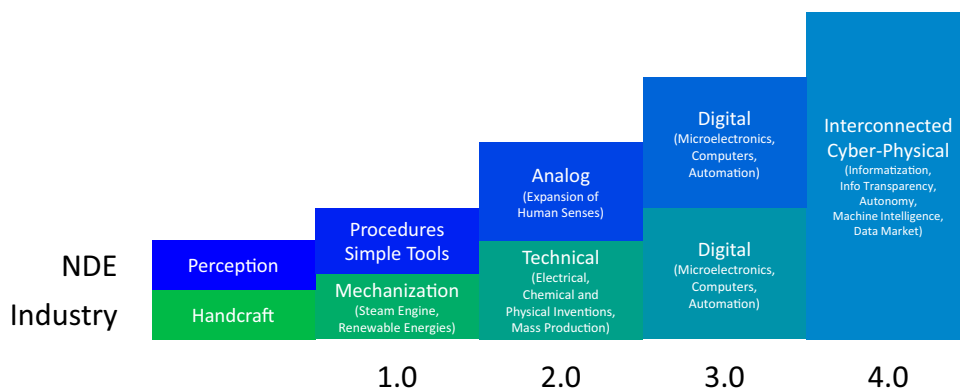 NDE
Industry
Perception
Handcraft
Procedures
Simple Tools
Mechanization
(Steam Engine,
Renewable Energies)
Analog
(Expansion of
Human Senses)
Technical
(Electrical,
Chemical and
Physical Inventions,
Mass Production)
Digital
(Microelectronics,
Computers,
Automation)
Digital
(Microelectronics,
Computers,
Automation)
Interconnected
Cyber-Physical
(Informatization,
Info Transparency,
Autonomy,
Machine Intelligence,
Data Market)
1.0
2.0
3.0
4.0